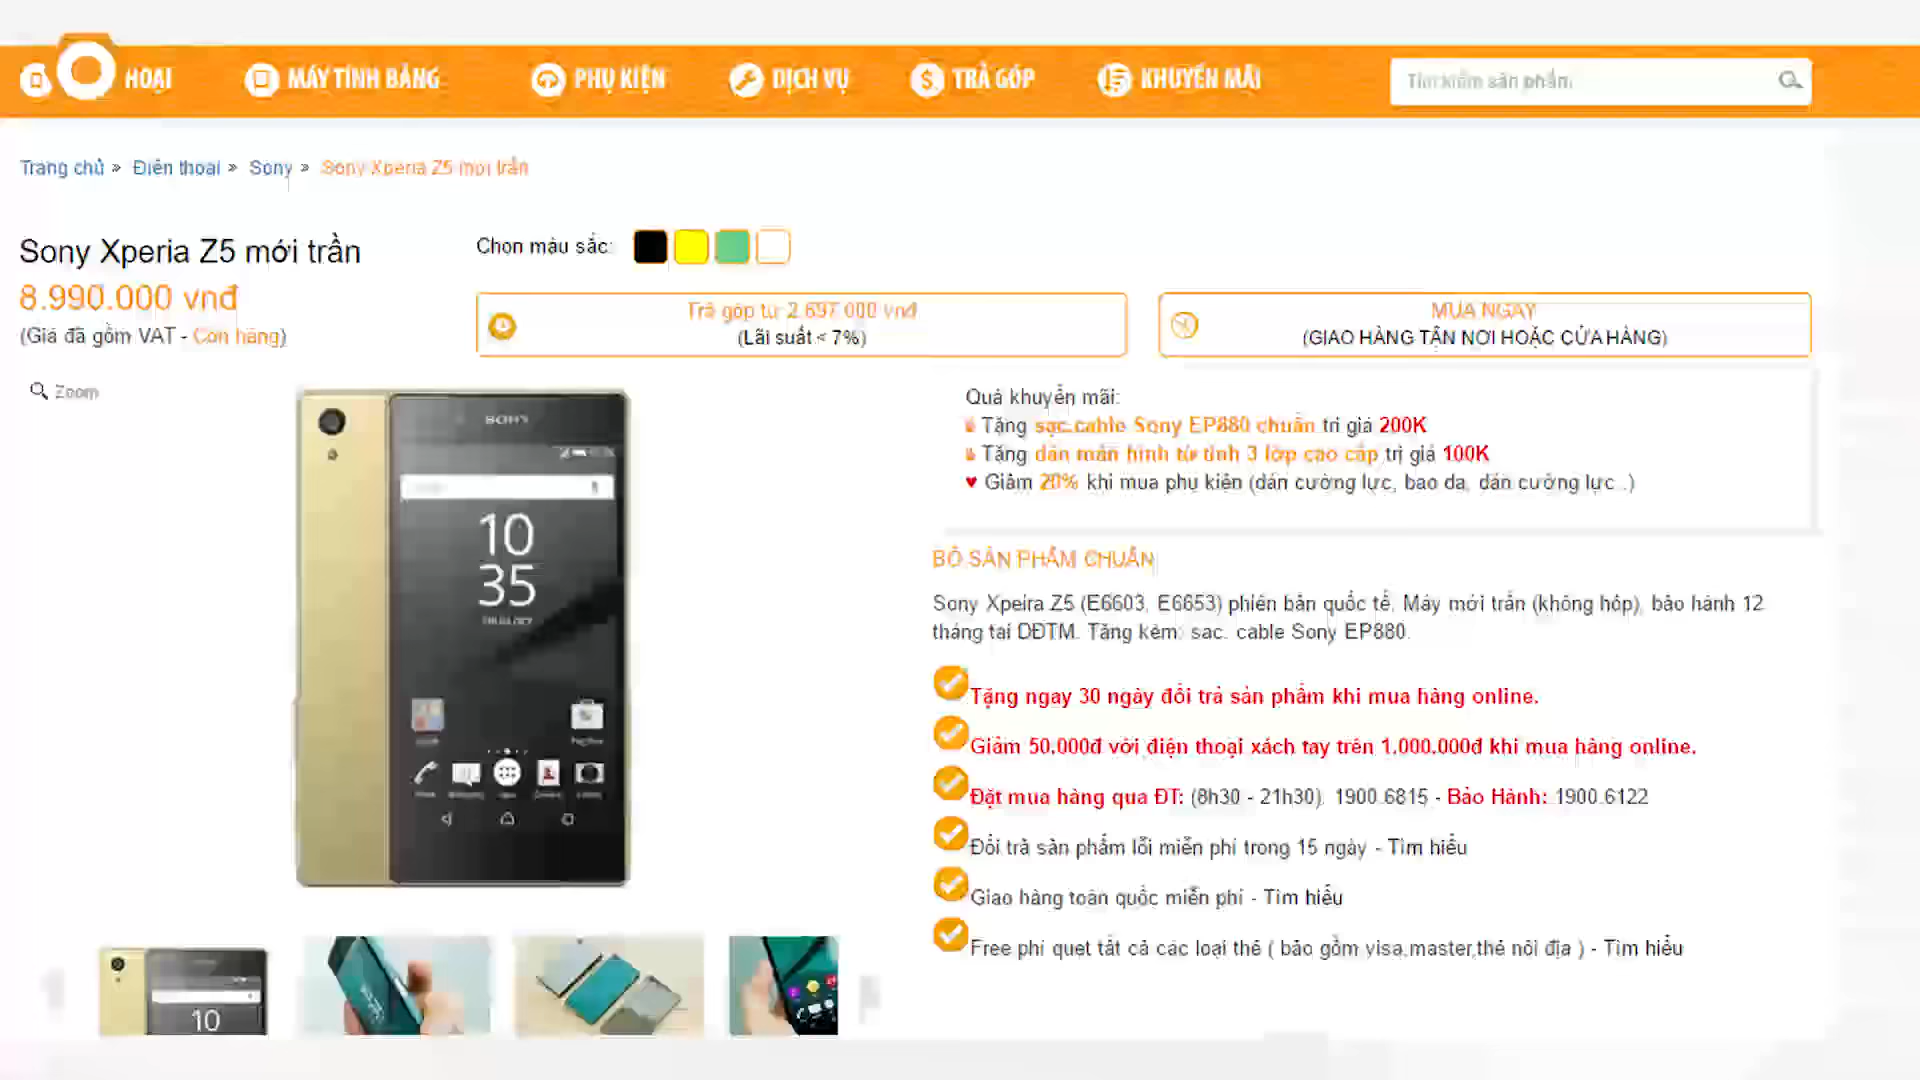 HOẠI
MÁY TÍNH BẢNG
PHỤ KIỆN
DỊCH VỤ
TRẢ GÓP
KHUYẾN MÃI
Tìm kiếm sản phẩm.
Trang chủ » Điện thoại » Sony » Sony Xperia Z5 mới trần
Sony Xperia Z5 mới trần
8.990.000 vnđ
(Giá đã gồm VAT - Còn hàng)
Chọn màu sắc:
Trả góp từ 2.697.000 vnđ
(Lãi suất < 7%)
MUA NGAY
(GIAO HÀNG TẬN NƠI HOẶC CỬA HÀNG)
Zoom
SONY
10
35
Quà khuyến mãi:
Tặng sạc,cable Sony EP880 chuẩn trị giá 200K
Tặng dán màn hình từ tính 3 lớp cao cấp trị giá 100K
♥ Giảm 20% khi mua phụ kiện (dán cường lực, bao da, dán cường lực..)
BỘ SẢN PHẨM CHUẨN
Sony Xpeira Z5 (E6603, E6653) phiên bản quốc tế. Máy mới trần (không hộp), bảo hành 12
tháng tại DĐTM. Tặng kèm: sạc, cable Sony EP880.
Tặng ngay 30 ngày đổi trả sản phẩm khi mua hàng online.
Giảm 50.000đ với điện thoại xách tay trên 1.000.000đ khi mua hàng online.
Đặt mua hàng qua ĐT: (8h30 - 21h30). 1900.6815 - Bảo Hành: 1900.6122
Đổi trả sản phẩm lỗi miễn phí trong 15 ngày - Tìm hiểu
Giao hàng toàn quốc miễn phí - Tìm hiểu
Free phí quẹt tất cả các loại thẻ ( bảo gồm visa,master,thẻ nội địa ) - Tìm hiểu
10